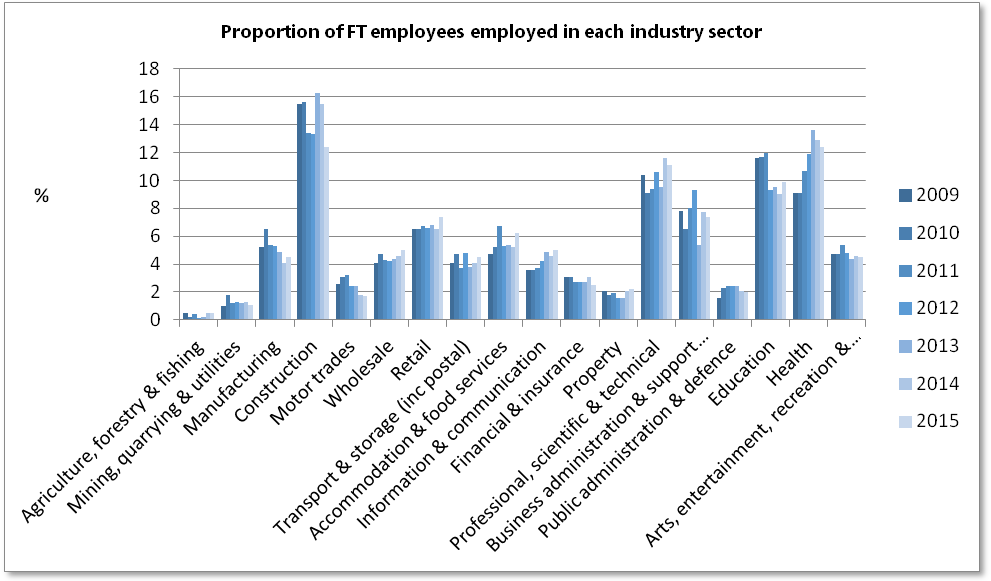 Proportion of FT employees employed in each industry sector
18
16
14
12
10
8
6
4
2
0
%
Agriculture, forestry & fishing
Mining, quarrying & utilities
Manufacturing
Construction
Motor trades
Wholesale
Retail
Transport & storage (inc postal)
Accommodation & food services
Information & communication
Financial & insurance
Property
Professional, scientific & technical
Business administration & support...
Public administration & defence
Education
Health
Arts, entertainment, recreation &...
2009
2010
2011
2012
2013
2014
2015